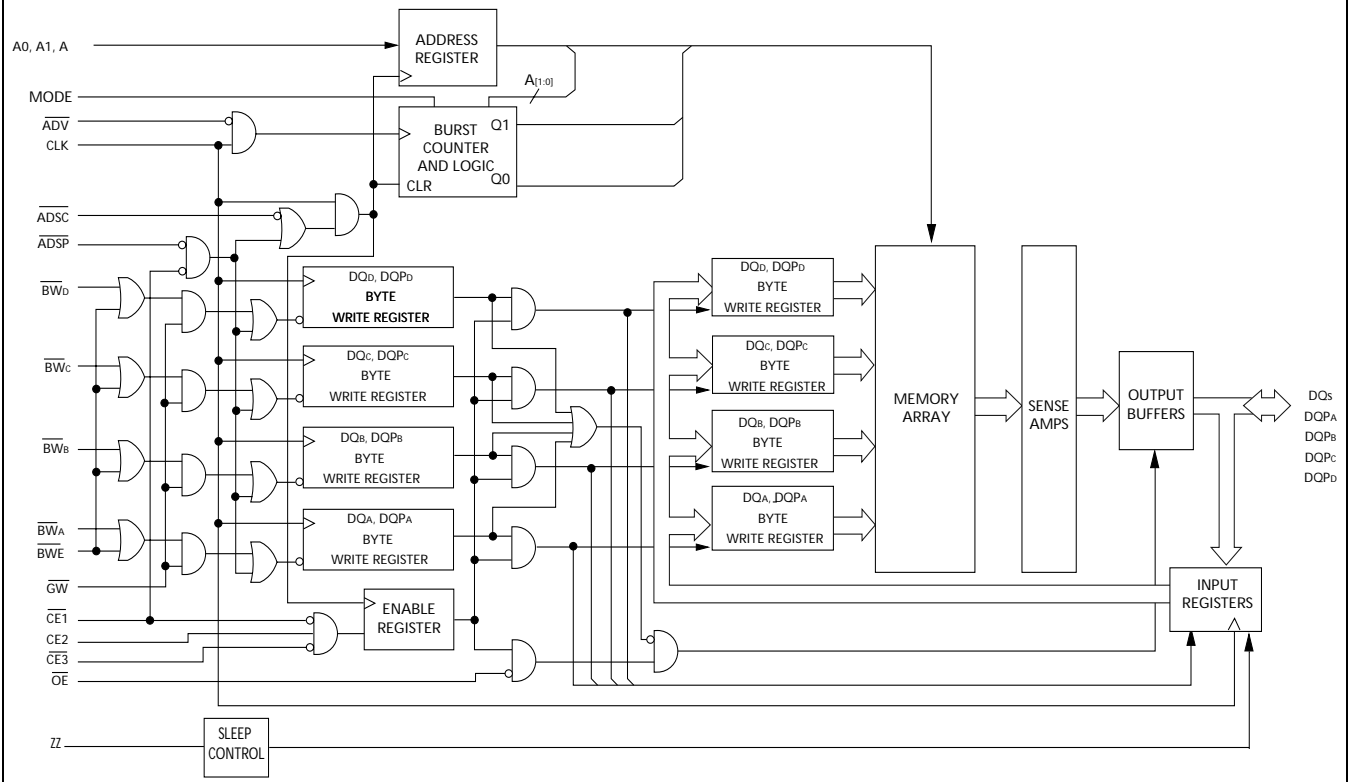 A0, A1, A
ADDRESS
REGISTER
MODE
A[1:0]
ADV
CLK
BURST
COUNTER
AND LOGIC
CLR
Q1
Q0
ADSC
ADSP
BWD
BWC
BWB
BWA
BWE
GW
CE1
CE2
CE3
OE
ZZ
SLEEP
CONTROL
DQD, DQPD
BYTE
WRITE REGISTER
DQC, DQPC
BYTE
WRITE REGISTER
DQB, DQPB
BYTE
WRITE REGISTER
DQA, DQPA
BYTE
WRITE REGISTER
ENABLE
REGISTER
DQD, DQPD
BYTE
WRITE REGISTER
DQC, DQPC
BYTE
WRITE REGISTER
DQB, DQPB
BYTE
WRITE REGISTER
DQA, DQPA
BYTE
WRITE REGISTER
MEMORY
ARRAY
SENSE
AMPS
OUTPUT
BUFFERS
INPUT
REGISTERS
DQs
DQPA
DQPB
DQPC
DQPD